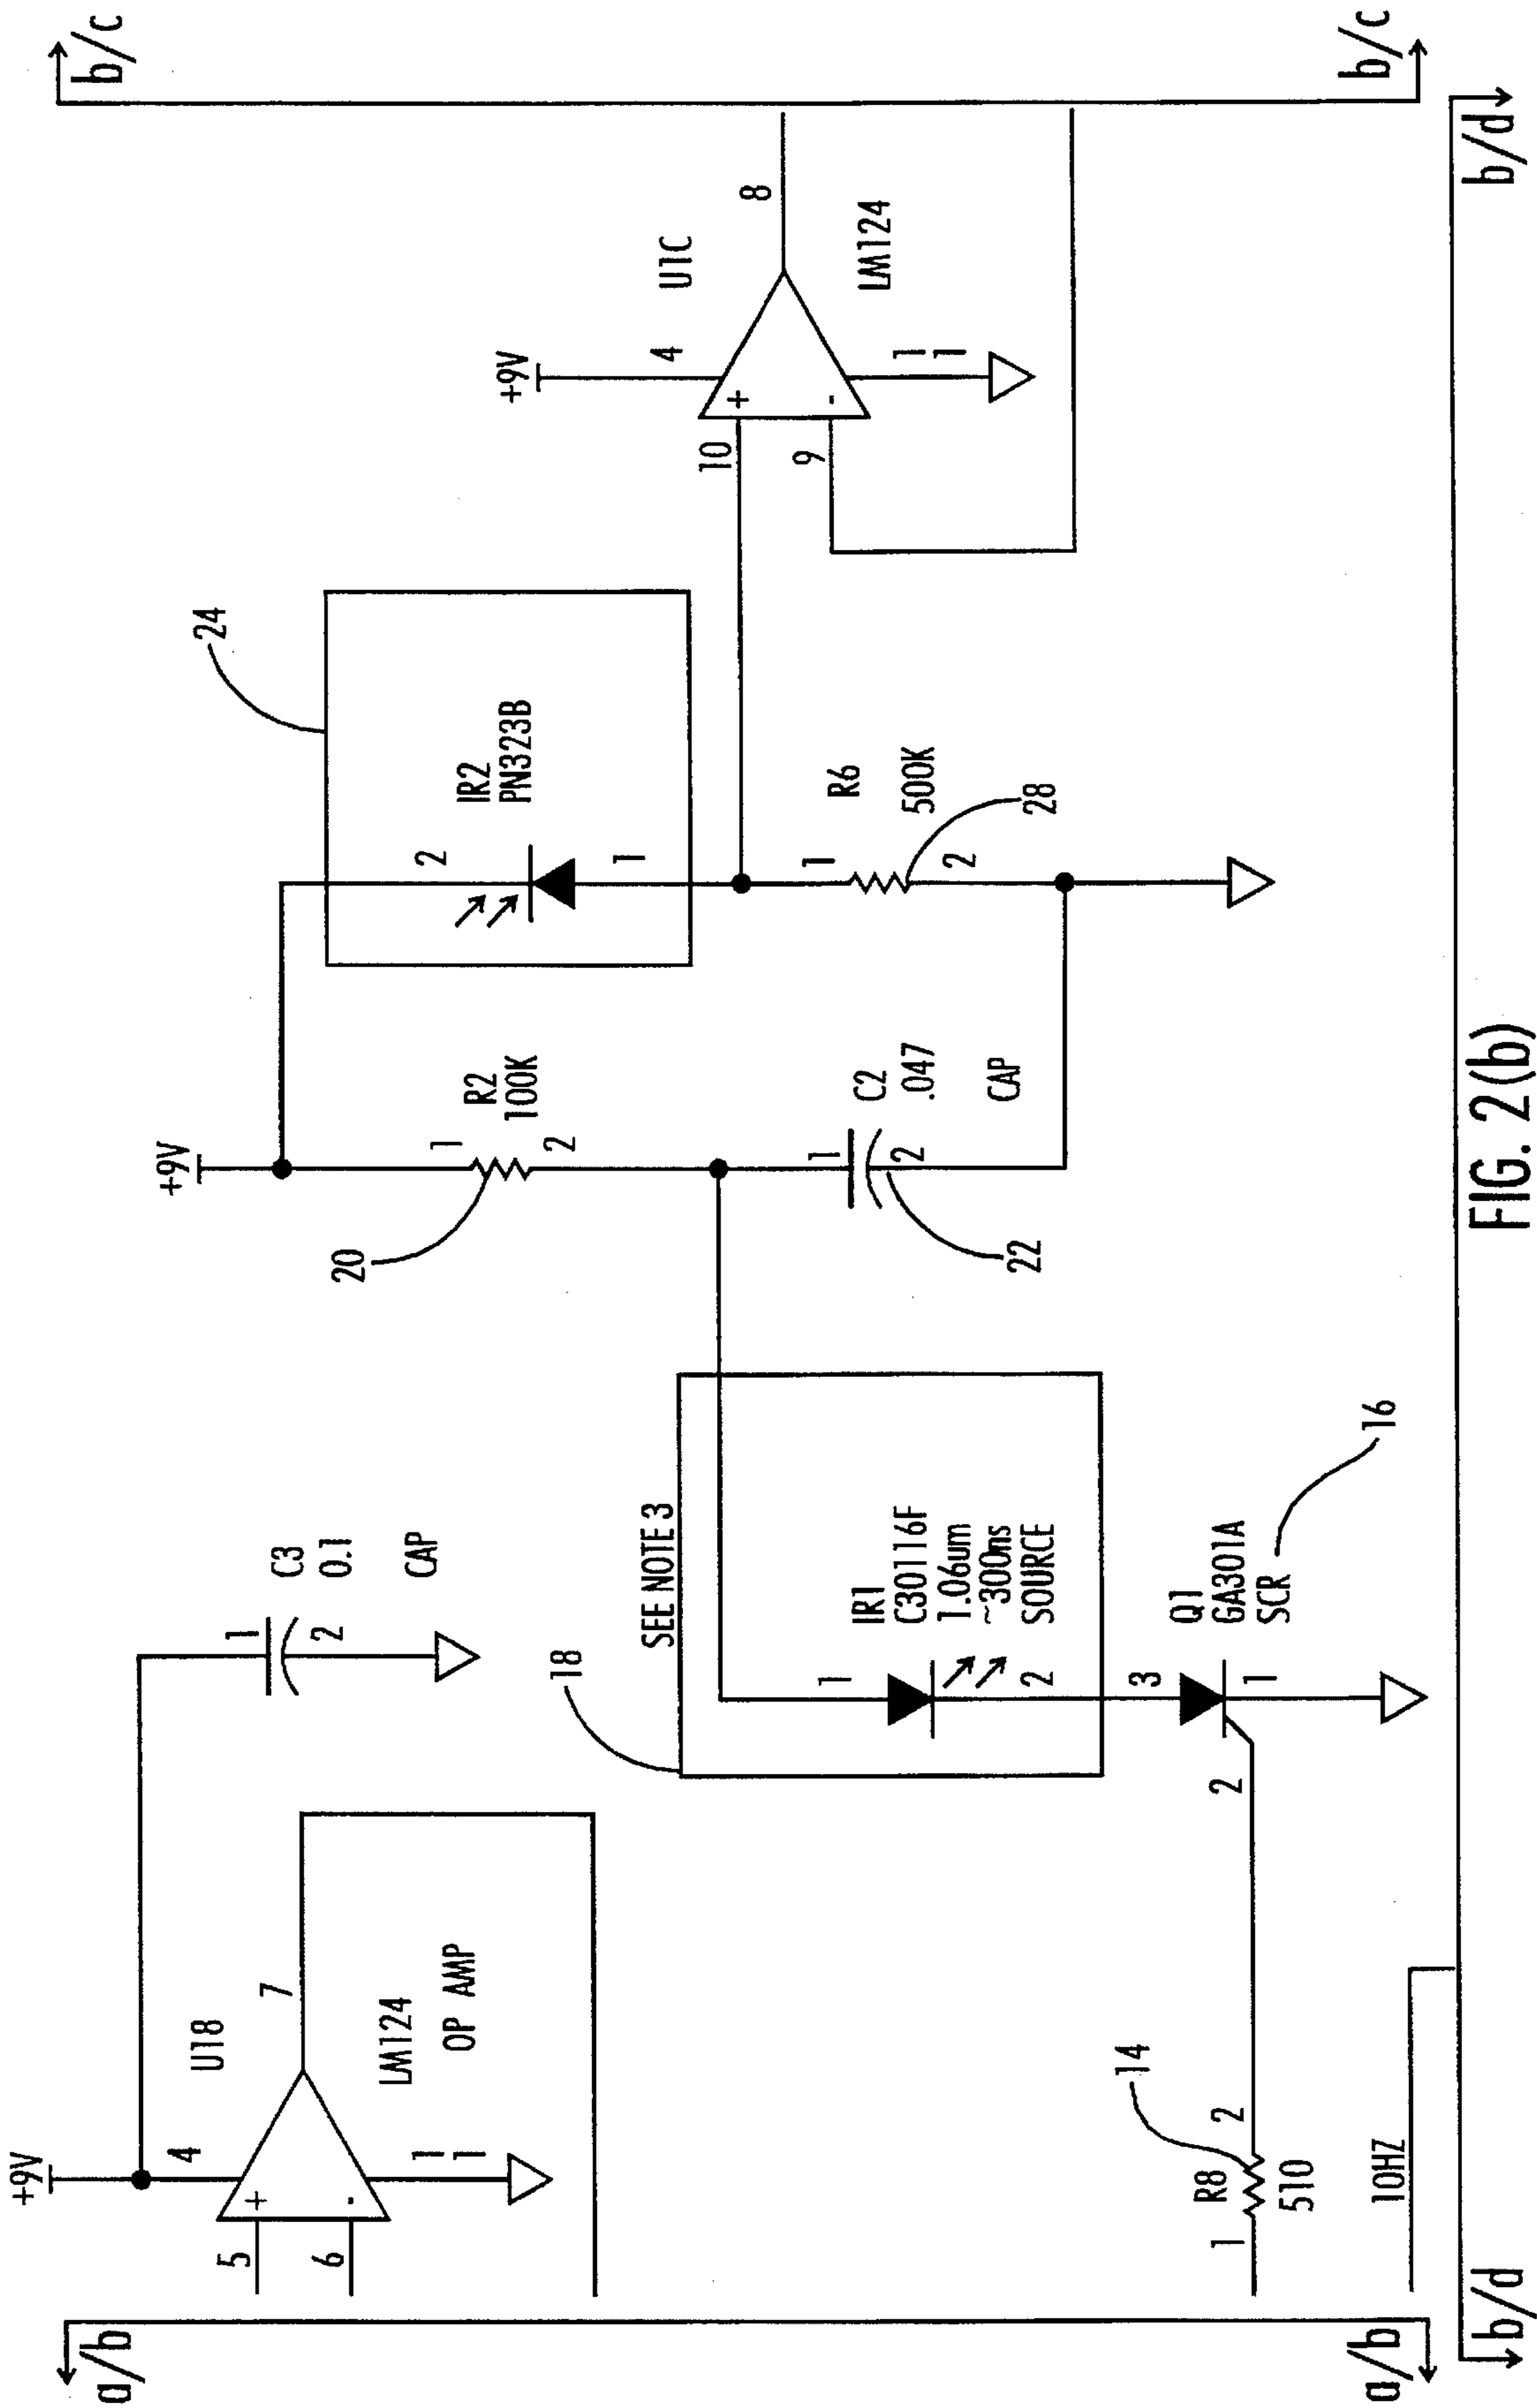 a/b
b/c
+9V
4
U18
5
+
6
-
7
LM124
OP AMP
1
1
1
C3
0.1
2
CAP
+9V
1
R2
100K
2
20
24
2
IR2
PN323B
1
+9V
4
U1C
10
+
9
-
8
LM124
1
1
SEE NOTE 3
18
1
IR1
C30116F
1.06um
~300ns
SOURCE
2
1
C2
.047
2
CAP
22
1
R6
500K
2
28
3
Q1
GA301A
SCR
16
2
1
14
1
R8
2
510
10HZ
a/b
b/c
b/d
b/d
FIG. 2(b)